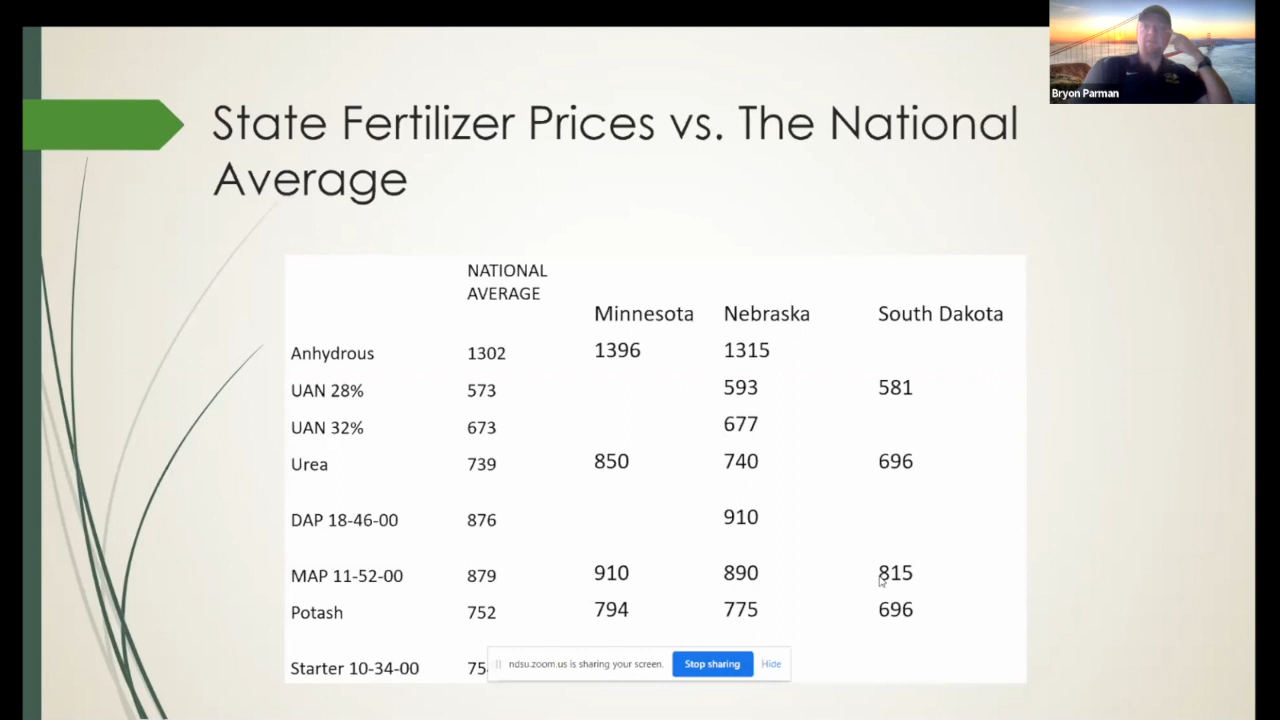 Bryon Parman
State Fertilizer Prices vs. The National
Average
NATIONAL
AVERAGE
Minnesota Nebraska South Dakota
Anhydrous 1302 1396 1315
UAN 28% 573 593 581
UAN 32% 673 677
Urea 739 850 740 696
DAP 18-46-00 876 910
MAP 11-52-00 879 910 890 815
Potash 752 794 775 696
Starter 10-34-00
ndsu.zoom.us is sharing your screen. Stop sharing Hide